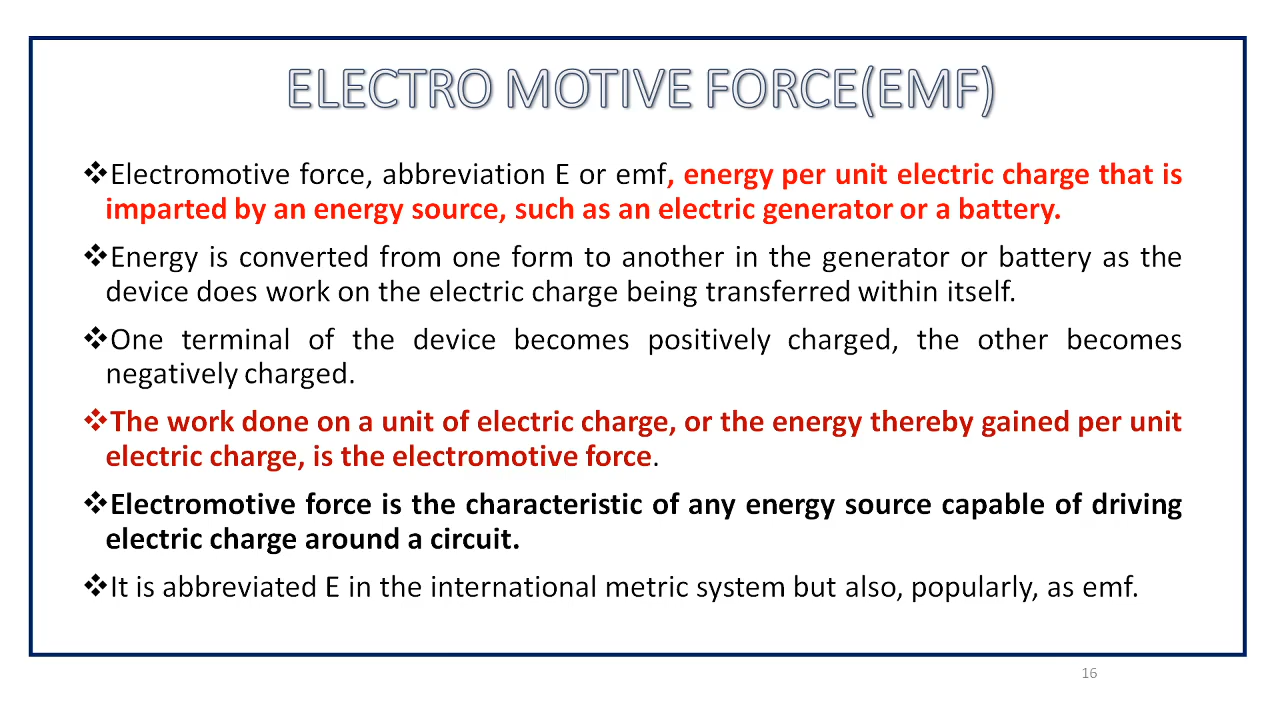 ELECTRO MOTIVE FORCE(EMF)
❖Electromotive force, abbreviation E or emf, energy per unit electric charge that is
imparted by an energy source, such as an electric generator or a battery.
❖Energy is converted from one form to another in the generator or battery as the
device does work on the electric charge being transferred within itself.
❖One terminal of the device becomes positively charged, the other becomes
negatively charged.
❖The work done on a unit of electric charge, or the energy thereby gained per unit
electric charge, is the electromotive force.
❖Electromotive force is the characteristic of any energy source capable of driving
electric charge around a circuit.
❖It is abbreviated E in the international metric system but also, popularly, as emf.
16